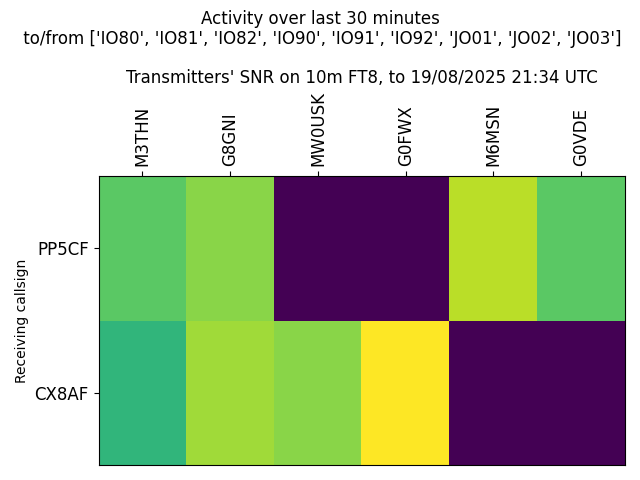 Activity over last 30 minutes
to/from ['IO80', 'IO81', 'IO82', 'IO90', 'IO91', 'IO92', 'JO01', 'JO02', 'JO03']
Transmitters' SNR on 10m FT8, to 19/08/2025 21:34 UTC
M3THN
G8GNI
MW0USK
G0FWX
M6MSN
G0VDE
Receiving callsign
PP5CF
CX8AF